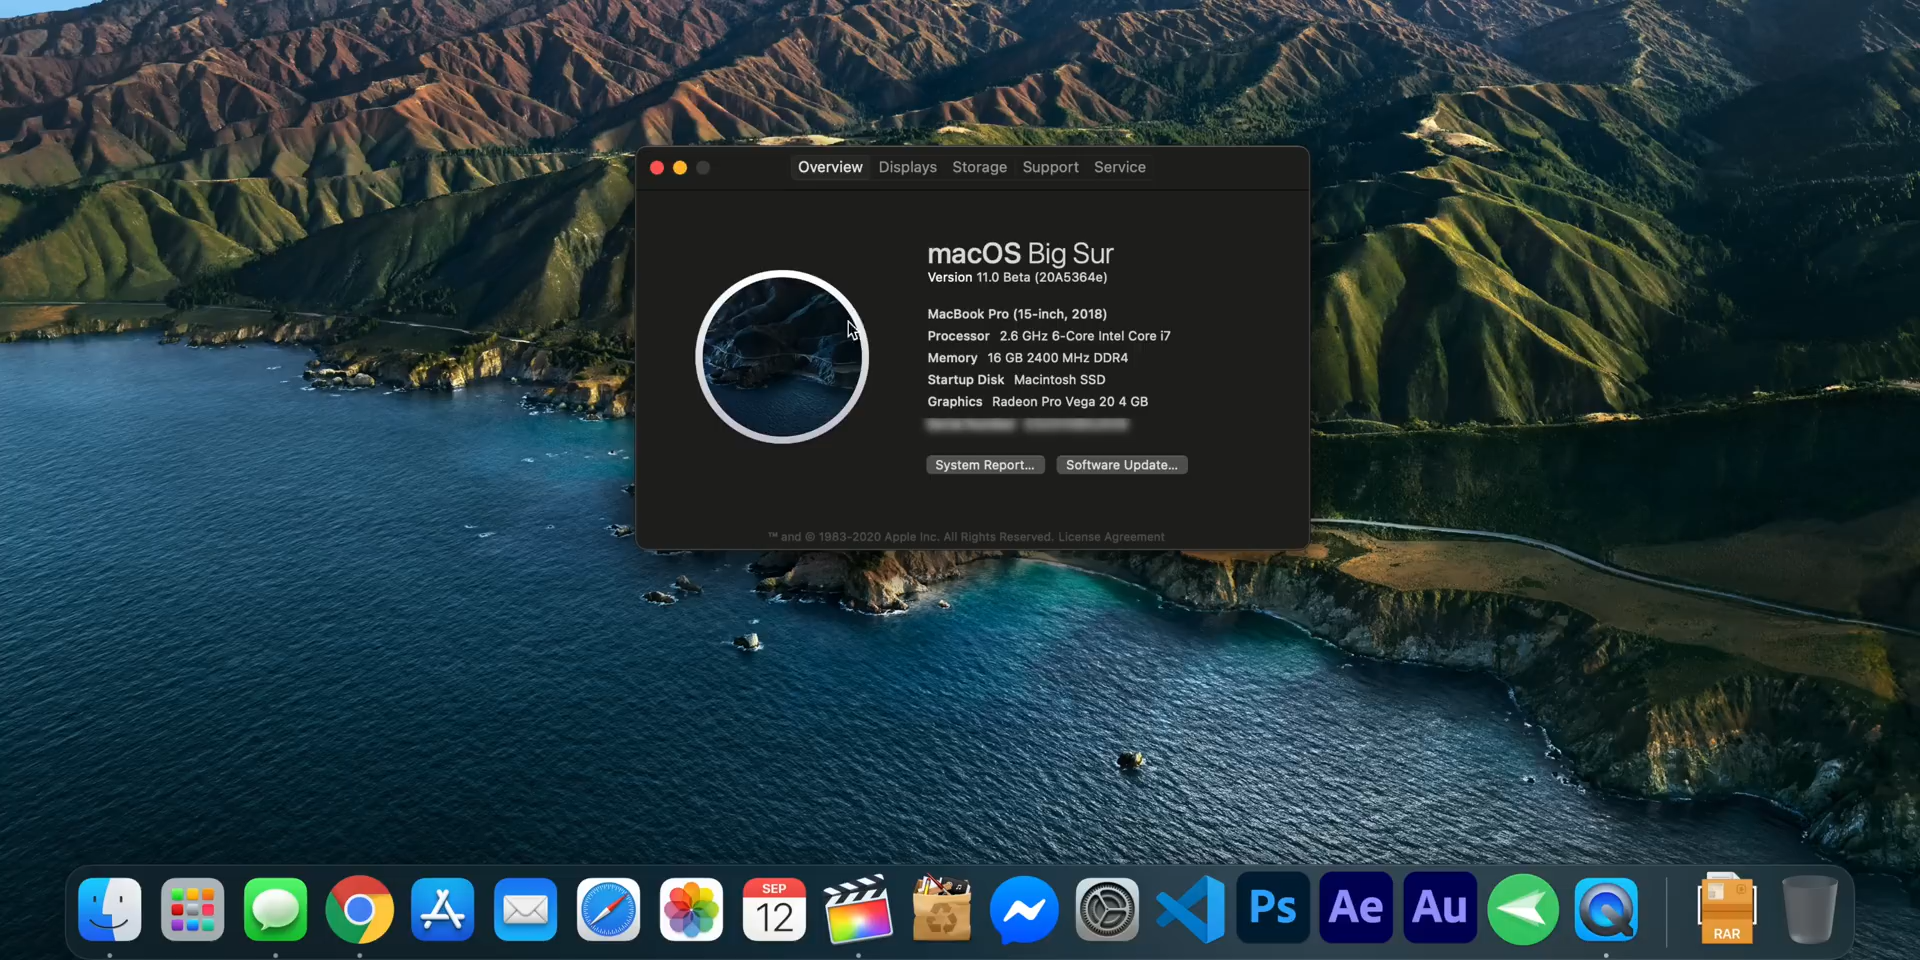 Overview Displays Storage Support Service
macOS Big Sur
Version 11.0 Beta (20A5364e)
MacBook Pro (15-inch, 2018)
Processor 2.6 GHz 6-Core Intel Core i7
Memory 16 GB 2400 MHz DDR4
Startup Disk Macintosh SSD
Graphics Radeon Pro Vega 20 4 GB
System Report... Software Update...
™ and © 1983-2020 Apple Inc. All Rights Reserved. License Agreement
SEP
12
Ps
Ae
Au
RAR